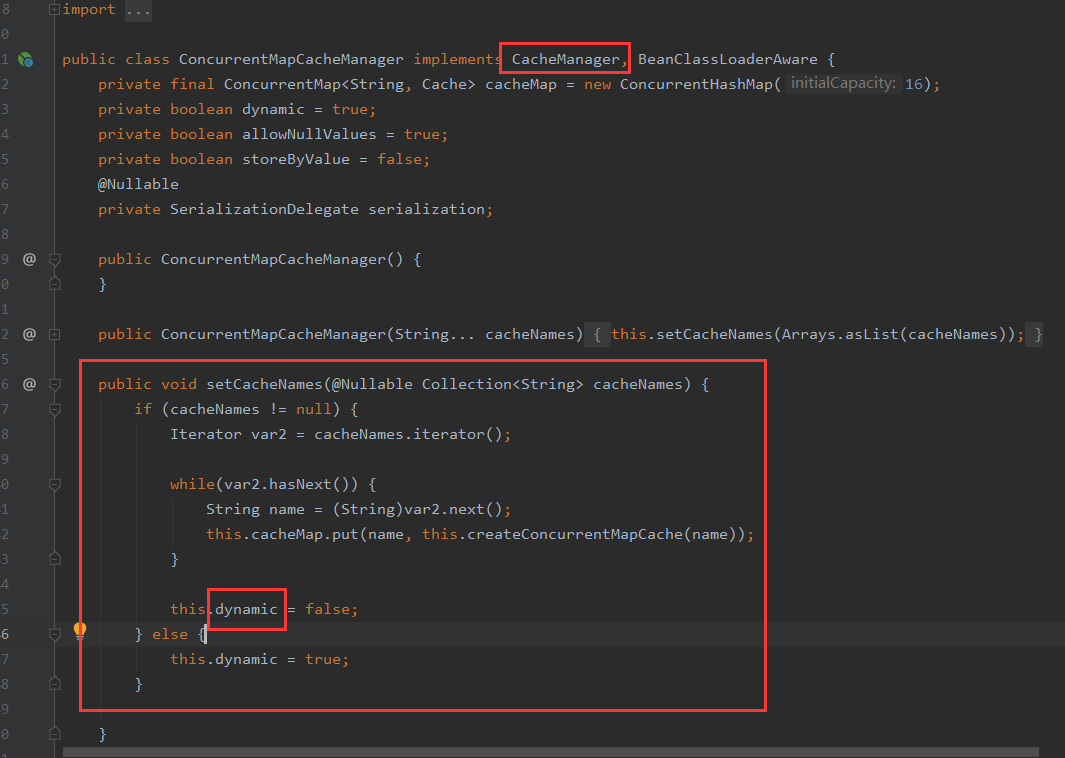 8 import ...
0
1 public class ConcurrentMapCacheManager implements CacheManager, BeanClassLoaderAware {
2 private final ConcurrentMap<String, Cache> cacheMap = new ConcurrentHashMap( initialCapacity: 16);
3 private boolean dynamic = true;
4 private boolean allowNullValues = true;
5 private boolean storeByValue = false;
6 @Nullable
7 private SerializationDelegate serialization;
8
9 @ public ConcurrentMapCacheManager() {
0 }
1
2 @ public ConcurrentMapCacheManager(String... cacheNames) { this.setCacheNames(Arrays.asList(cacheNames)); }
5
6 @ public void setCacheNames(@Nullable Collection<String> cacheNames) {
7 if (cacheNames != null) {
8 Iterator var2 = cacheNames.iterator();
9
0 while(var2.hasNext()) {
1 String name = (String)var2.next();
2 this.cacheMap.put(name, this.createConcurrentMapCache(name));
3 }
4
5 this.dynamic = false;
6 } else {
7 this.dynamic = true;
8 }
9
0 }